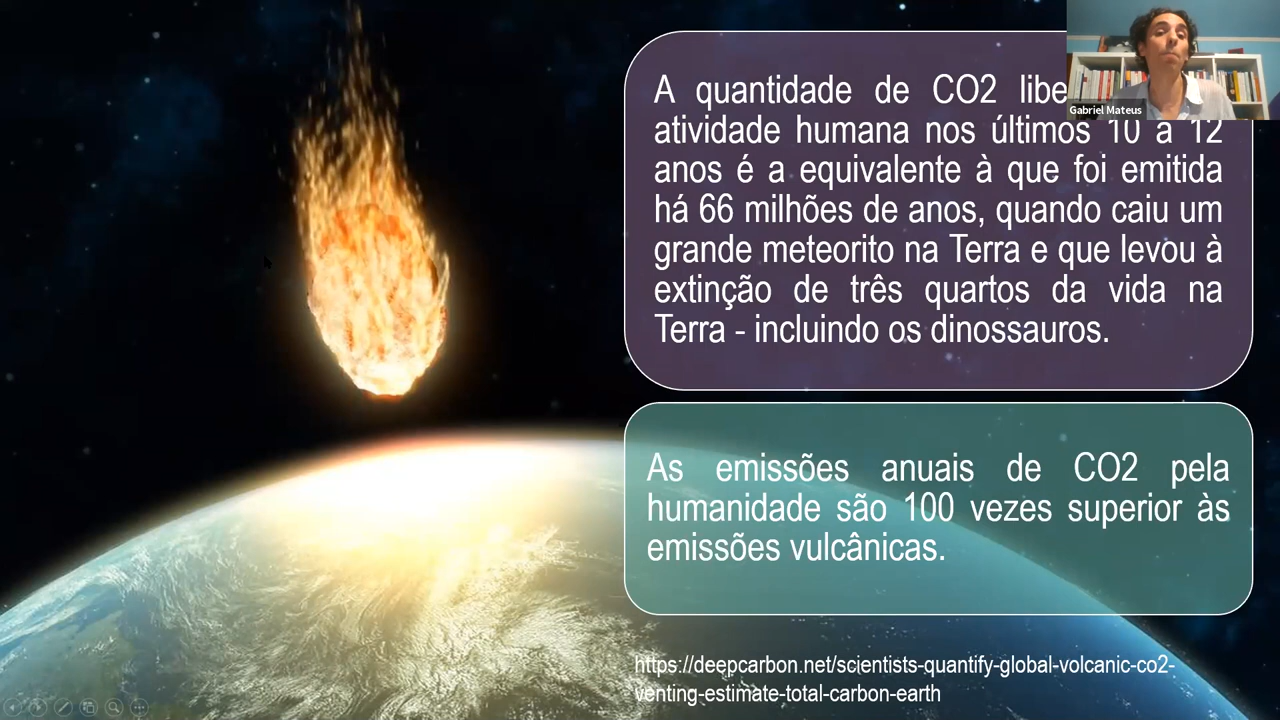 A quantidade de CO2
Gabriel Mateus
atividade humana nos últimos 10 a 12
anos é a equivalente à que foi emitida
há 66 milhões de anos, quando caiu um
grande meteorito na Terra e que levou à
extinção de três quartos da vida na
Terra - incluindo os dinossauros.
As emissões anuais de CO2 pela
humanidade são 100 vezes superior às
emissões vulcânicas.
https://deepcarbon.net/scientists-quantify-global-volcanic-co2-
venting-estimate-total-carbon-earth